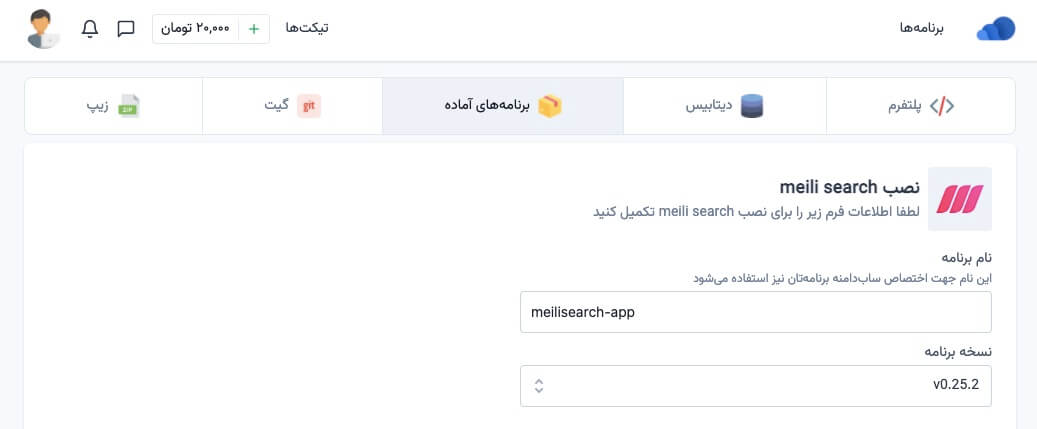 برنامه‌ها
تیکت‌ها
+ ۲۰,۰۰۰ تومان
</> پلتفرم
دیتابیس
برنامه‌های آماده
git گیت
ZIP زیپ
نصب meili search
لطفا اطلاعات فرم زیر را برای نصب meili search تکمیل کنید
نام برنامه
این نام جهت اختصاص ساب‌دامنه برنامه‌تان نیز استفاده می‌شود
meilisearch-app
نسخه برنامه
v0.25.2